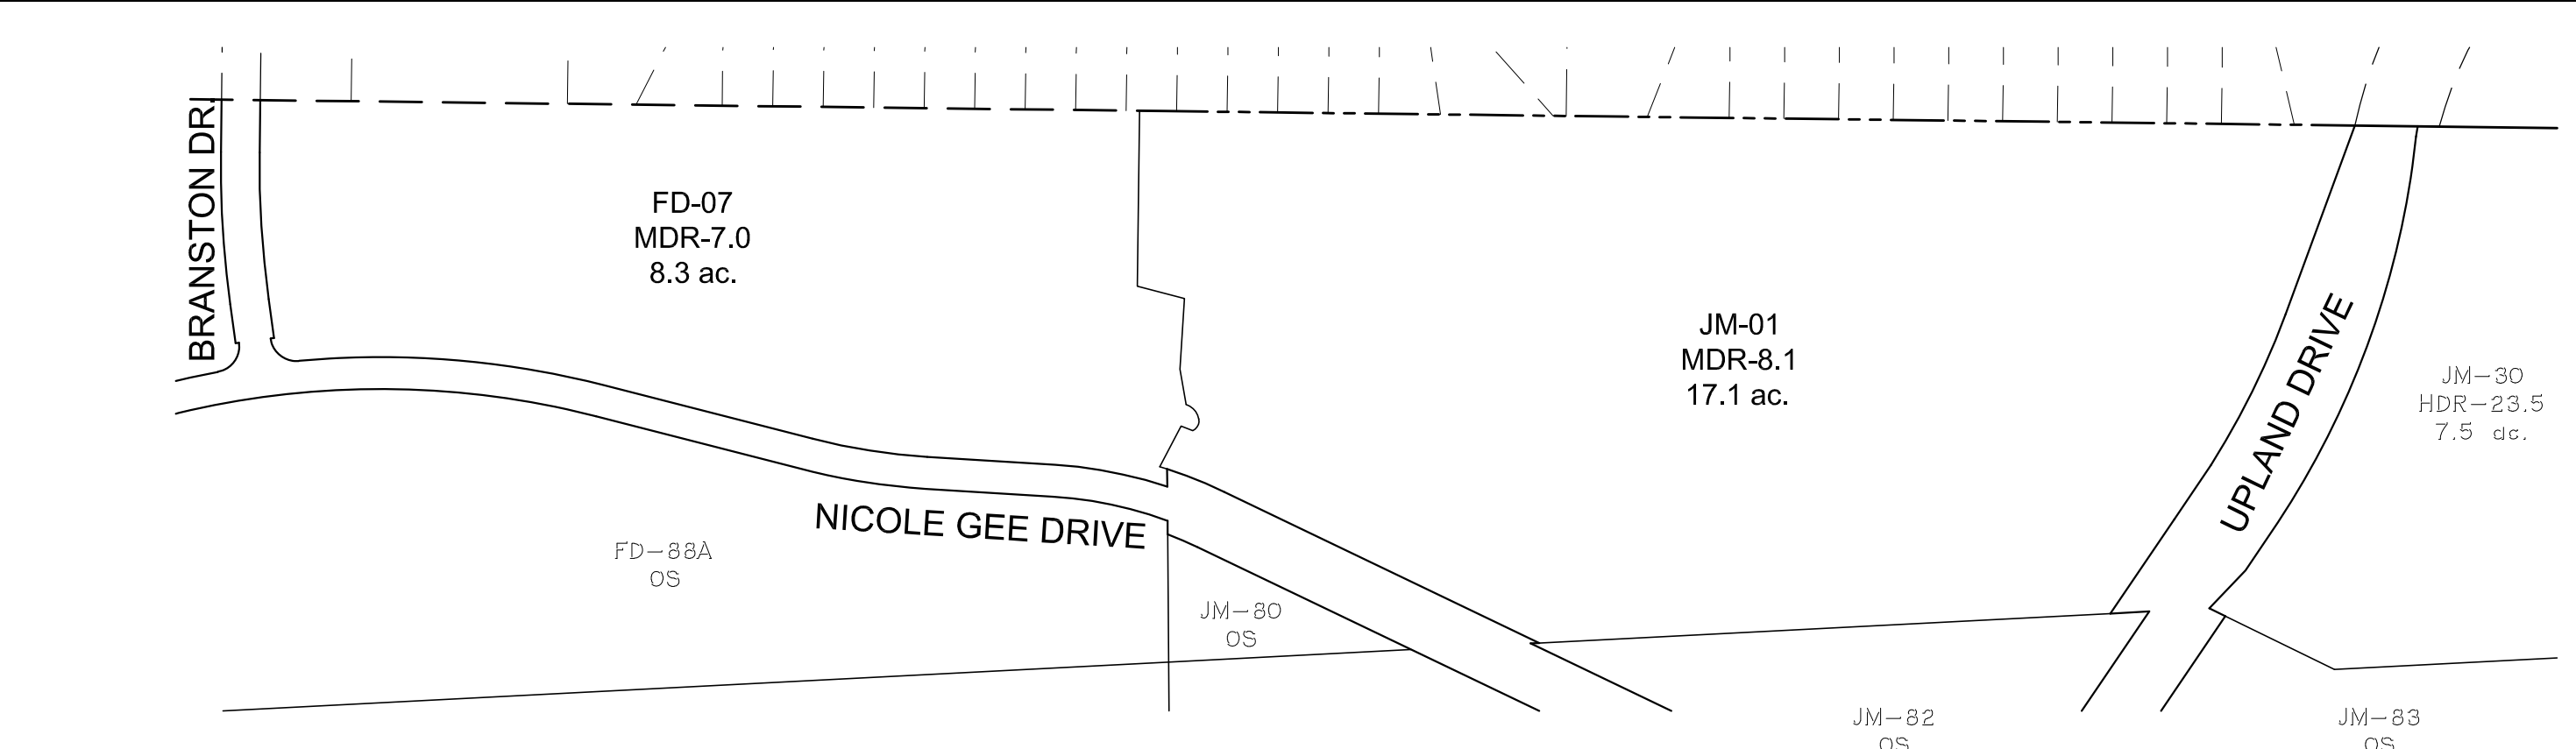 BRANSTON DR.
FD-07
MDR-7.0
8.3 ac.
JM-01
MDR-8.1
17.1 ac.
UPLAND DRIVE
JM-30
HDR-23.5
7.5 ac.
NICOLE GEE DRIVE
FD-88A
OS
JM-80
OS
JM-82
OS
JM-83
OS